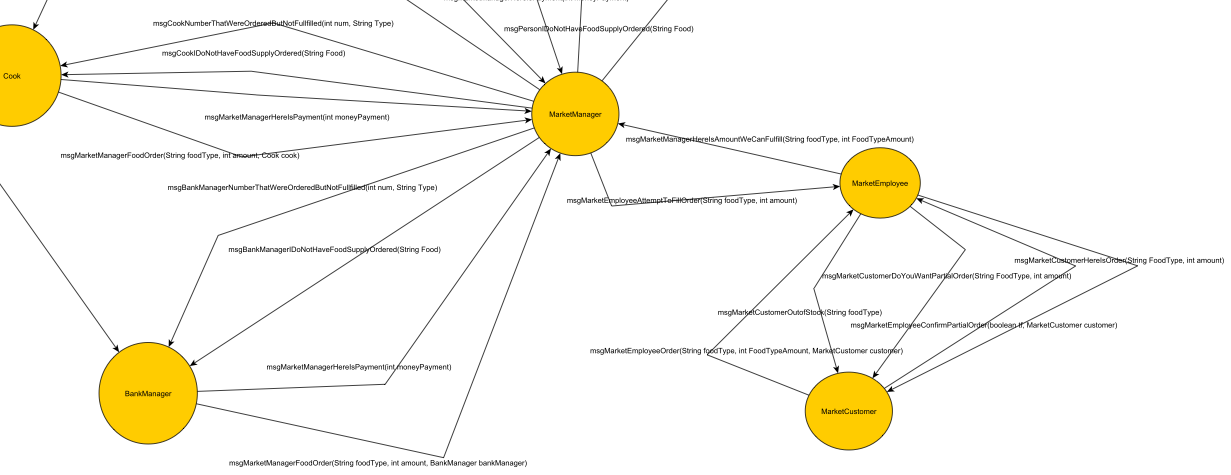 msgCookNumberThatWereOrderedButNotFullfilled(int num, String Type)
msgPersonIDoNotHaveFoodSupplyOrdered(String Food)
msgCookIDoNotHaveFoodSupplyOrdered(String Food)
Cook
MarketManager
msgMarketManagerHereIsPayment(int moneyPayment)
msgMarketManagerHereIsAmountWeCanFulfill(String foodType, int FoodTypeAmount)
msgMarketManagerFoodOrder(String foodType, int amount, Cook cook)
MarketEmployee
msgBankManagerNumberThatWereOrderedButNotFullfilled(int num, String Type)
msgMarketEmployeeAttemptToFillOrder(String foodType, int amount)
msgBankManagerIDoNotHaveFoodSupplyOrdered(String Food)
msgMarketCustomerHereIsOrder(String FoodType, int amount)
msgMarketCustomerDoYouWantPartialOrder(String FoodType, int amount)
msgMarketCustomerOutofStock(String foodType)
msgMarketEmployeeConfirmPartialOrder(boolean tf, MarketCustomer customer)
msgMarketEmployeeOrder(String foodType, int FoodTypeAmount, MarketCustomer customer)
msgMarketManagerHereIsPayment(int moneyPayment)
BankManager
MarketCustomer
msgMarketManagerFoodOrder(String foodType, int amount, BankManager bankManager)